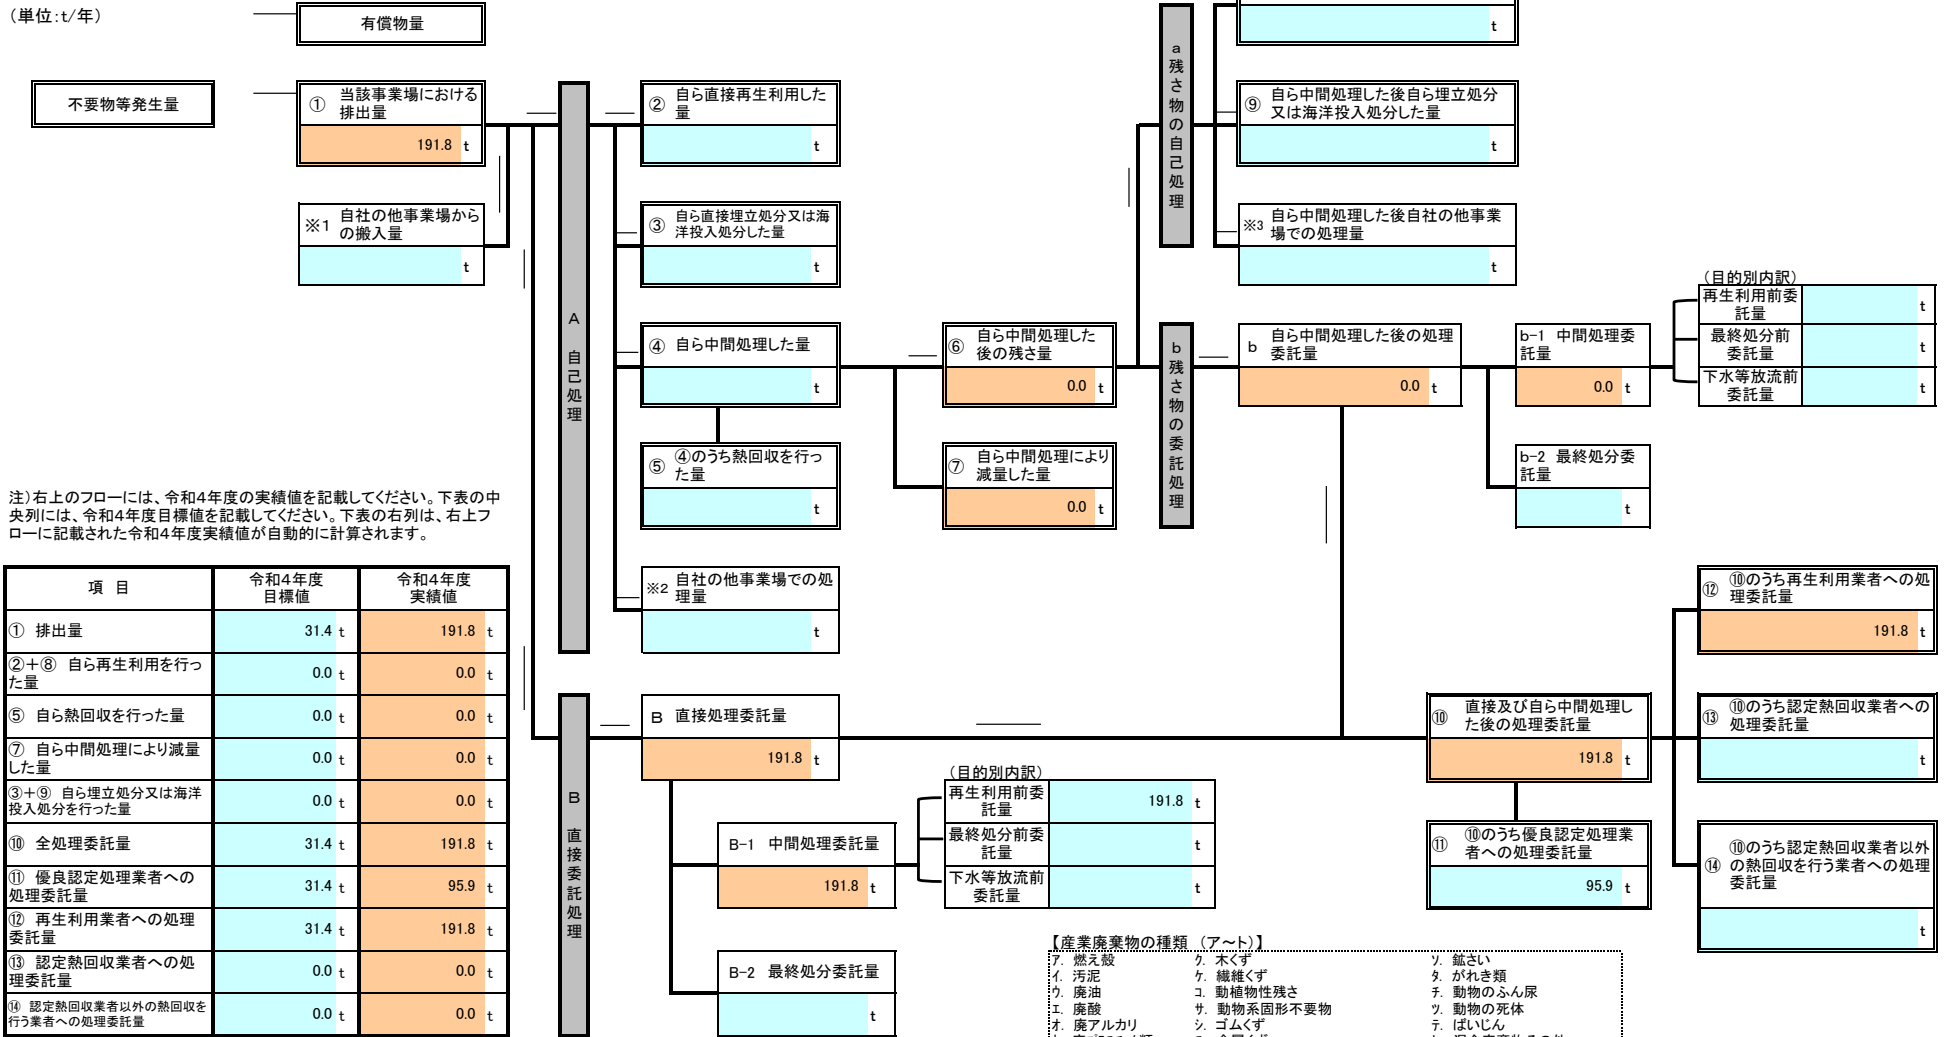 (単位:t/年)
有償物量
t
不要物等発生量
① 当該事業場における
排出量
191.8 t
② 自ら直接再生利用した
量
t
⑨ 自ら中間処理した後自ら埋立処分
又は海洋投入処分した量
t
a 残さ物の自己処理
※1 自社の他事業場から
の搬入量
t
③ 自ら直接埋立処分又は海
洋投入処分した量
t
※3 自ら中間処理した後自社の他事業
場での処理量
t
A 自己処理
④ 自ら中間処理した量
t
⑥ 自ら中間処理した
後の残さ量
0.0 t
b 残さ物の委託処理
b 自ら中間処理した後の処理
委託量
0.0 t
b-1 中間処理委
託量
0.0 t
(目的別内訳)
再生利用前委
託量
t
最終処分前
委託量
t
下水等放流前
委託量
t
⑤ ④のうち熱回収を行っ
た量
t
⑦ 自ら中間処理により
減量した量
0.0 t
b-2 最終処分委
託量
t
注)右上のフローには、令和4年度の実績値を記載してください。下表の中
央列には、令和4年度目標値を記載してください。下表の右列は、右上フ
ローに記載された令和4年度実績値が自動的に計算されます。
※2 自社の他事業場での処
理量
t
項 目
令和4年度
目標値
令和4年度
実績値
① 排出量 31.4 t 191.8 t
②+⑧ 自ら再生利用を行っ
た量
0.0 t 0.0 t
⑤ 自ら熱回収を行った量 0.0 t 0.0 t
⑦ 自ら中間処理により減量
した量
0.0 t 0.0 t
③+⑨ 自ら埋立処分又は海洋
投入処分を行った量
0.0 t 0.0 t
⑩ 全処理委託量 31.4 t 191.8 t
⑪ 優良認定処理業者への
処理委託量
31.4 t 95.9 t
⑫ 再生利用業者への処理
委託量
31.4 t 191.8 t
⑬ 認定熱回収業者への処
理委託量
0.0 t 0.0 t
⑭ 認定熱回収業者以外の熱回収を
行う業者への処理委託量
0.0 t 0.0 t
B 直接委託処理
B 直接処理委託量
191.8 t
B-1 中間処理委託量
191.8 t
B-2 最終処分委託量
t
(目的別内訳)
再生利用前委
託量
191.8 t
最終処分前委
託量
t
下水等放流前
委託量
t
⑩ 直接及び自ら中間処理し
た後の処理委託量
191.8 t
⑪ ⑩のうち優良認定処理業
者への処理委託量
95.9 t
⑫ ⑩のうち再生利用業者への処
理委託量
191.8 t
⑬ ⑩のうち認定熱回収業者への
処理委託量
t
⑭ ⑩のうち認定熱回収業者以外
の熱回収を行う業者への処理
委託量
t
【産業廃棄物の種類 (ア~ト)】
ア. 燃え殻 ク. 木くず ソ. 鉱さい
イ. 汚泥 ケ. 繊維くず タ. がれき類
ウ. 廃油 コ. 動植物性残さ チ. 動物のふん尿
エ. 廃酸 サ. 動物系固形不要物 ツ. 動物の死体
オ. 廃アルカリ シ. ゴムくず テ. ばいじん